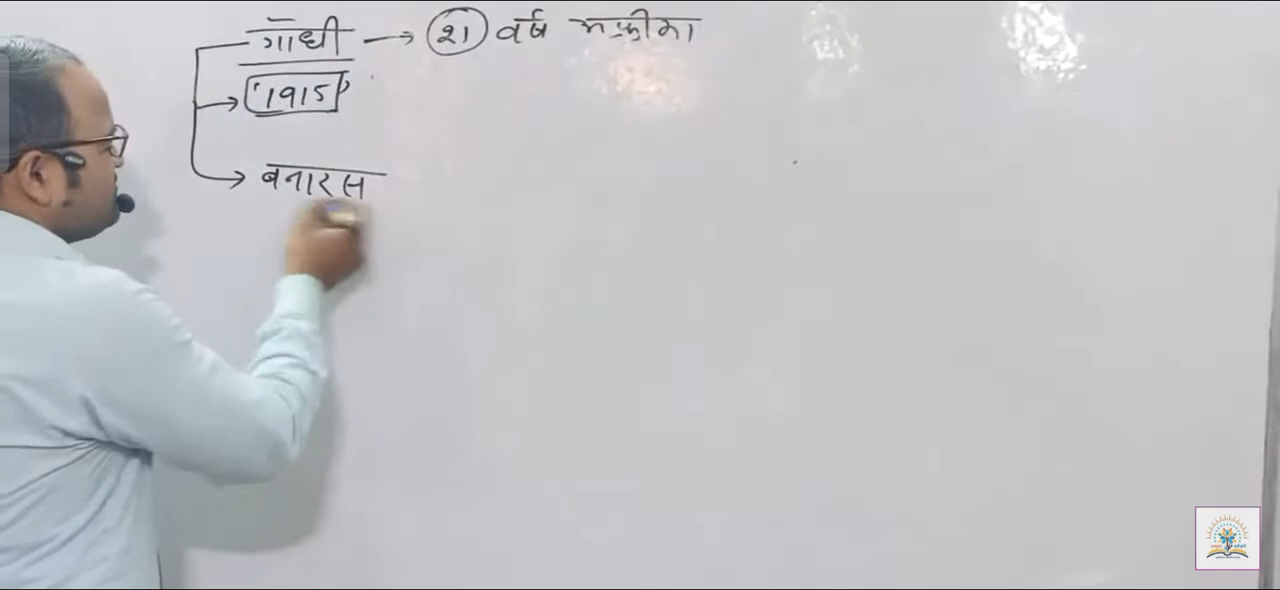 गाँधी → 21 वर्ष अफ्रीका
→ '1915'
→ बनारस